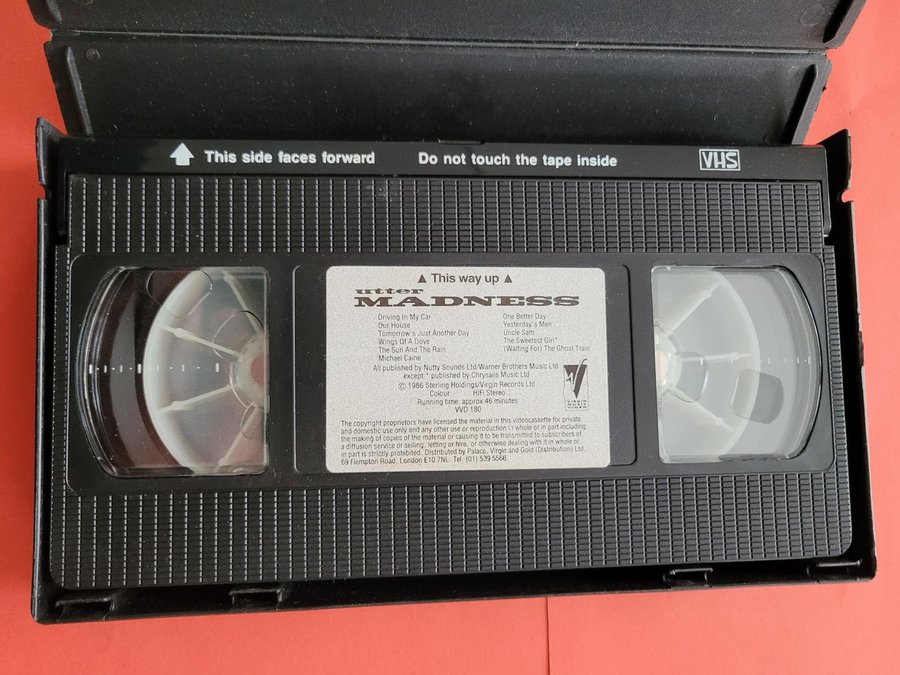 This side faces forward Do not touch the tape inside VHS
▲ This way up ▲
utter
MADNESS
Driving In My Car
Our House
Tomorrow's Just Another Day
Wings Of A Dove
The Sun And The Rain
Michael Caine
One Better Day
Yesterday's Men
Uncle Sam
The Sweetest Girl*
(Waiting For) The Ghost Train
All published by Nutty Sounds Ltd/Warner Brothers Music Ltd
except * published by Chrysalis Music Ltd
© 1986 Sterling Holdings/Virgin Records Ltd
Colour HiFi Stereo
Running time: approx 46 minutes
VVD 180
VIRGIN
MUSIC
VIDEO
The copyright proprietors have licensed the material in this videocassette for private
and domestic use only and any other use or reproduction in whole or in part including
the making of copies of the material or causing it to be transmitted to subscribers of
a diffusion service or selling, letting or hire, or otherwise dealing with it in whole or
in part is strictly prohibited. Distributed by Palace, Virgin and Gold (Distribution) Ltd.
69 Flempton Road, London E10 7NL. Tel. (01) 539 5566